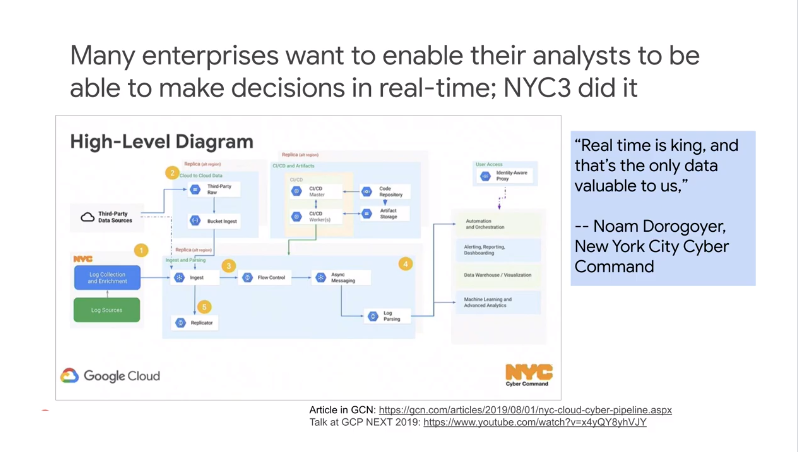 Many enterprises want to enable their analysts to be
able to make decisions in real-time; NYC3 did it
High-Level Diagram
Replica (alt region)
Cloud to Cloud Data
2
Third-Party
Raw
Bucket Ingest
Third-Party
Data Sources
Replica (alt region)
CI/CD and Artifacts
CI/CD
CI/CD
Master
CI/CD
Worker(s)
Code
Repository
Artifact
Storage
User Access
Identity-Aware
Proxy
NYC
1
Log Collection
and Enrichment
Log Sources
Replica (alt region)
Ingest and Parsing
Ingest
3
Flow Control
Async
Messaging
4
5
Replicator
Log
Parsing
Automation
and Orchestration
Alerting, Reporting,
Dashboarding
Data Warehouse / Visualization
Machine Learning and
Advanced Analytics
Google Cloud
NYC
Cyber Command
“Real time is king, and
that’s the only data
valuable to us,”
-- Noam Dorogoyer,
New York City Cyber
Command
Article in GCN: https://gcn.com/articles/2019/08/01/nyc-cloud-cyber-pipeline.aspx
Talk at GCP NEXT 2019: https://www.youtube.com/watch?v=x4yQY8yhVJY